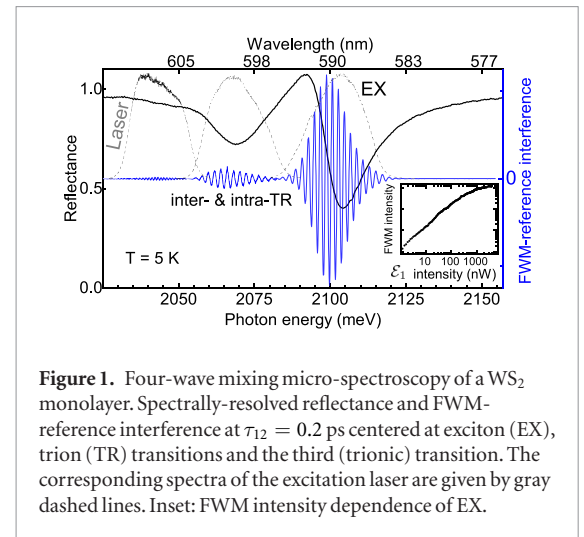 Wavelength (nm)
605 598 590 583 577
1.0
Laser
EX
Reflectance
0.5
inter- & intra-TR
0
FWM-reference interference
FWM intensity
T = 5 K
10 100 1000
ℰ₁ intensity (nW)
0.0
2050 2075 2100 2125 2150
Photon energy (meV)
Figure 1. Four-wave mixing micro-spectroscopy of a WS₂
monolayer. Spectrally-resolved reflectance and FWM-
reference interference at τ₁₂ = 0.2 ps centered at exciton (EX),
trion (TR) transitions and the third (trionic) transition. The
corresponding spectra of the excitation laser are given by gray
dashed lines. Inset: FWM intensity dependence of EX.